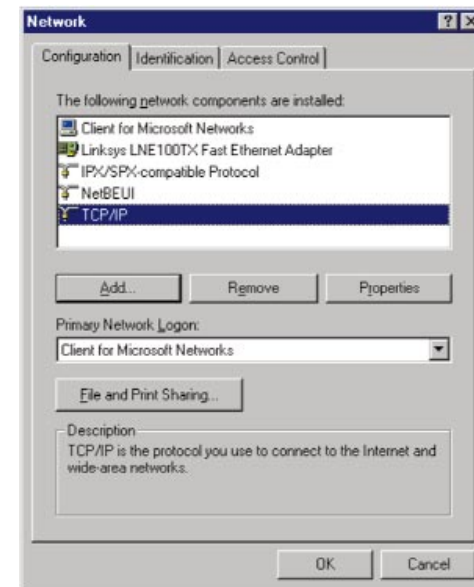 Network
Configuration Identification Access Control
The following network components are installed:
Client for Microsoft Networks
Linksys LNE100TX Fast Ethernet Adapter
IPX/SPX-compatible Protocol
NetBEUI
TCP/IP
Add... Remove Properties
Primary Network Logon:
Client for Microsoft Networks
File and Print Sharing...
Description
TCP/IP is the protocol you use to connect to the Internet and
wide-area networks.
OK Cancel